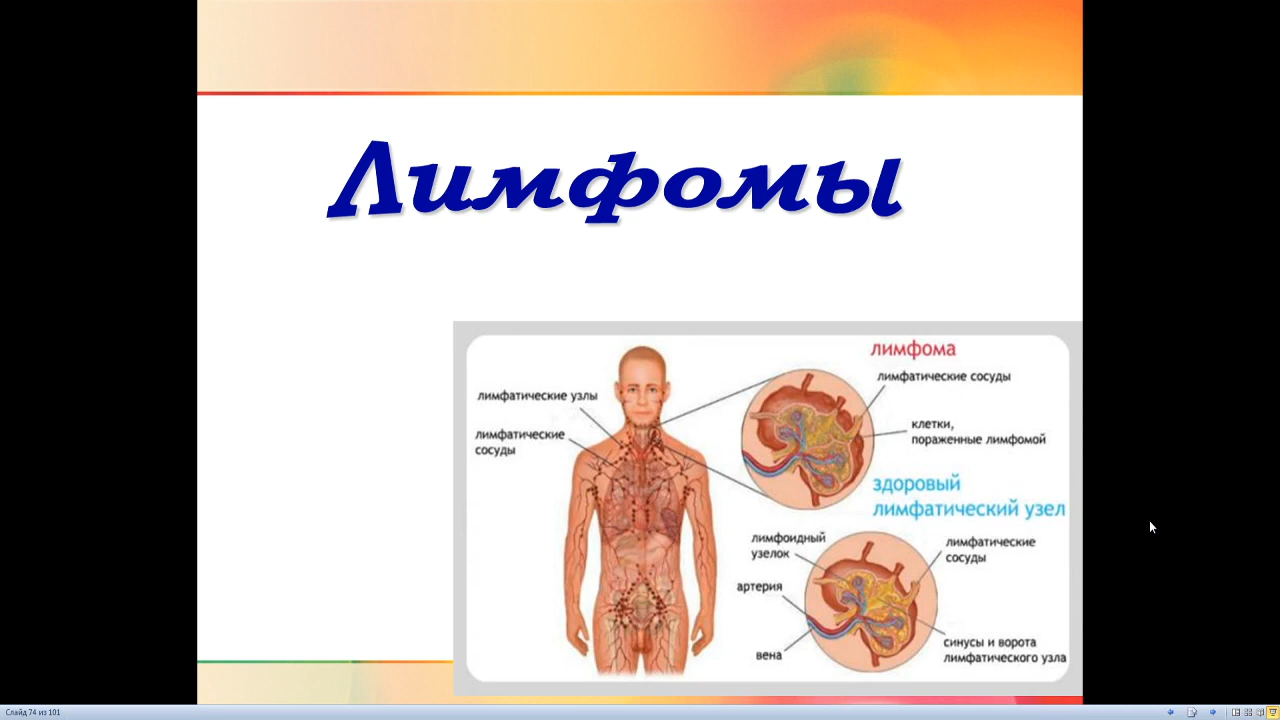 Лимфомы
лимфома
лимфатические сосуды
лимфатические узлы
клетки,
пораженные лимфомой
лимфатические
сосуды
здоровый
лимфатический узел
лимфоидный
узелок
лимфатические
сосуды
артерия
синусы и ворота
лимфатического узла
вена
Слайд 74 из 101